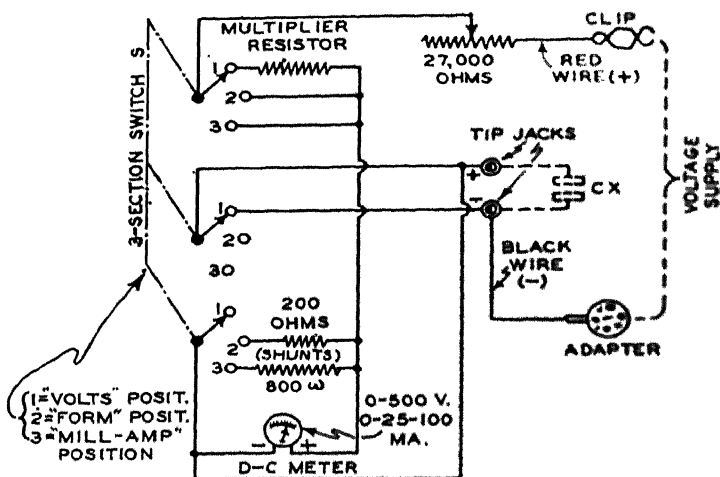 MULTIPLIER
RESISTOR
CLIP
27,000
OHMS
RED
WIRE (+)
1
2
3
3-SECTION SWITCH S
TIP JACKS
+
-
CX
VOLTAGE
SUPPLY
1
2
3
BLACK
WIRE
(-)
ADAPTER
1
200
OHMS
2
(SHUNTS)
3
800 ω
1="VOLTS" POSIT.
2="FORM" POSIT.
3="MILL-AMP"
POSITION
0-500 V.
0-25-100
MA.
- +
D-C METER